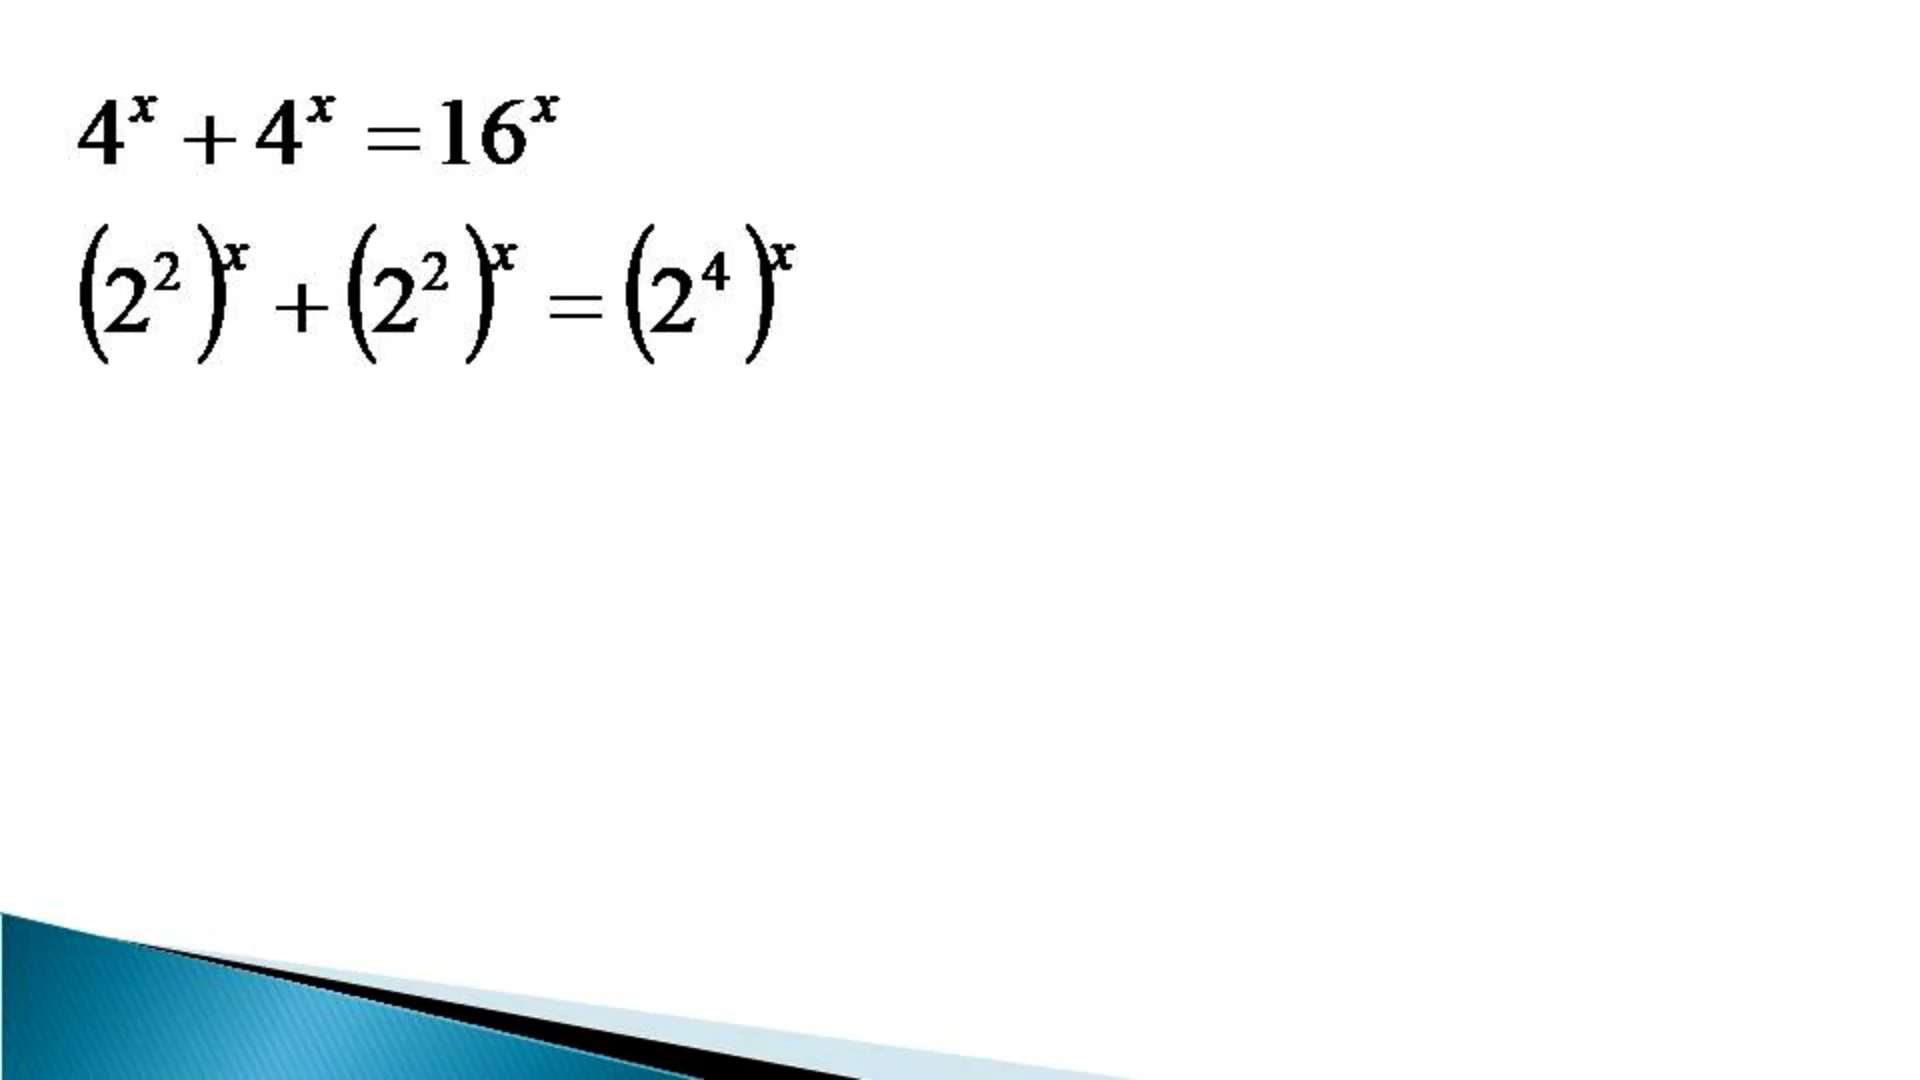 4^x + 4^x = 16^x
(2^2)^x + (2^2)^x = (2^4)^x